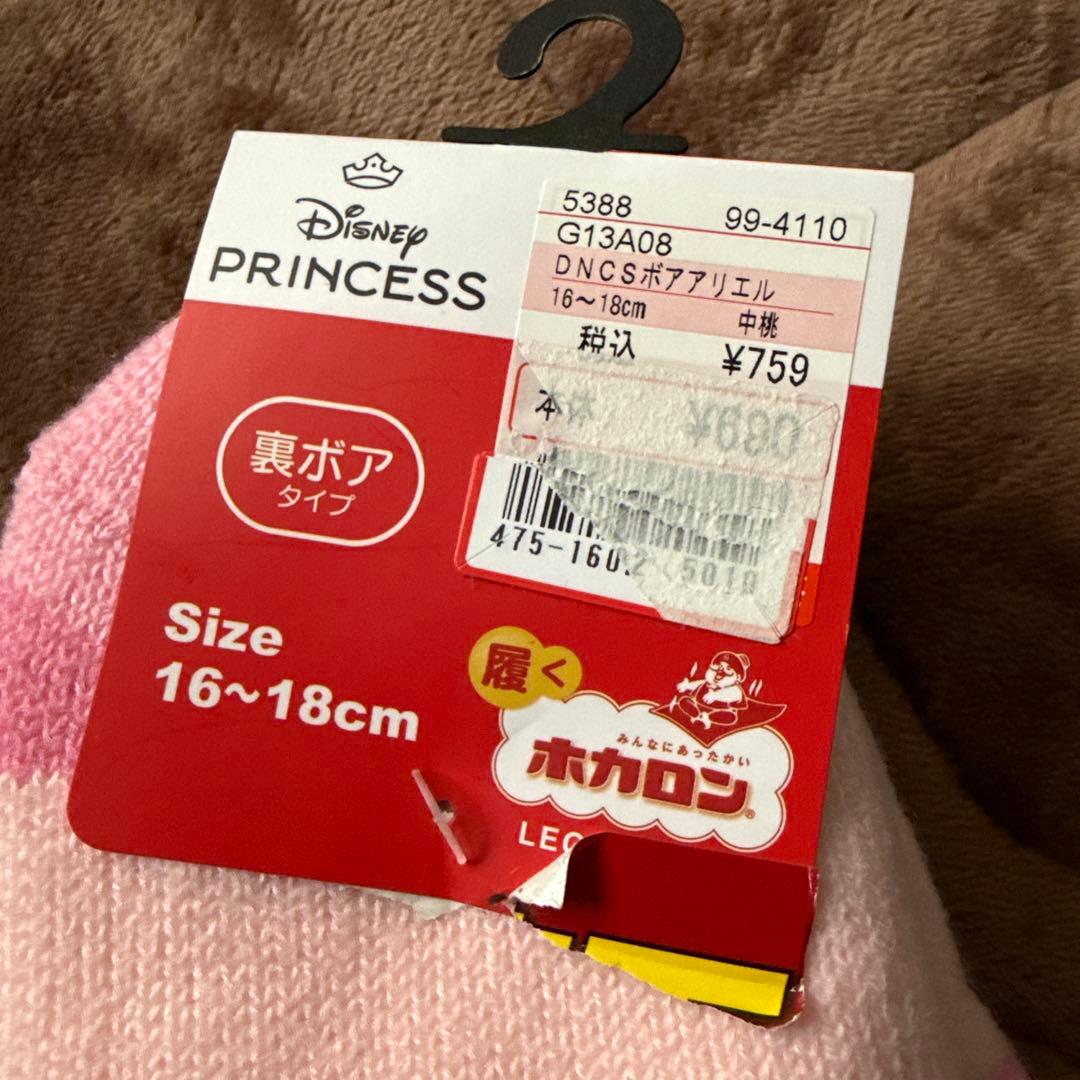 Disney
PRINCESS
5388 99-4110
G13A08
DNCSボアアリエル
16～18cm 中桃
税込 ¥759
本体 ¥690
475-1602 5010
裏ボア
タイプ
Size
16~18cm
履く
みんなにあったかい
ホカロン®